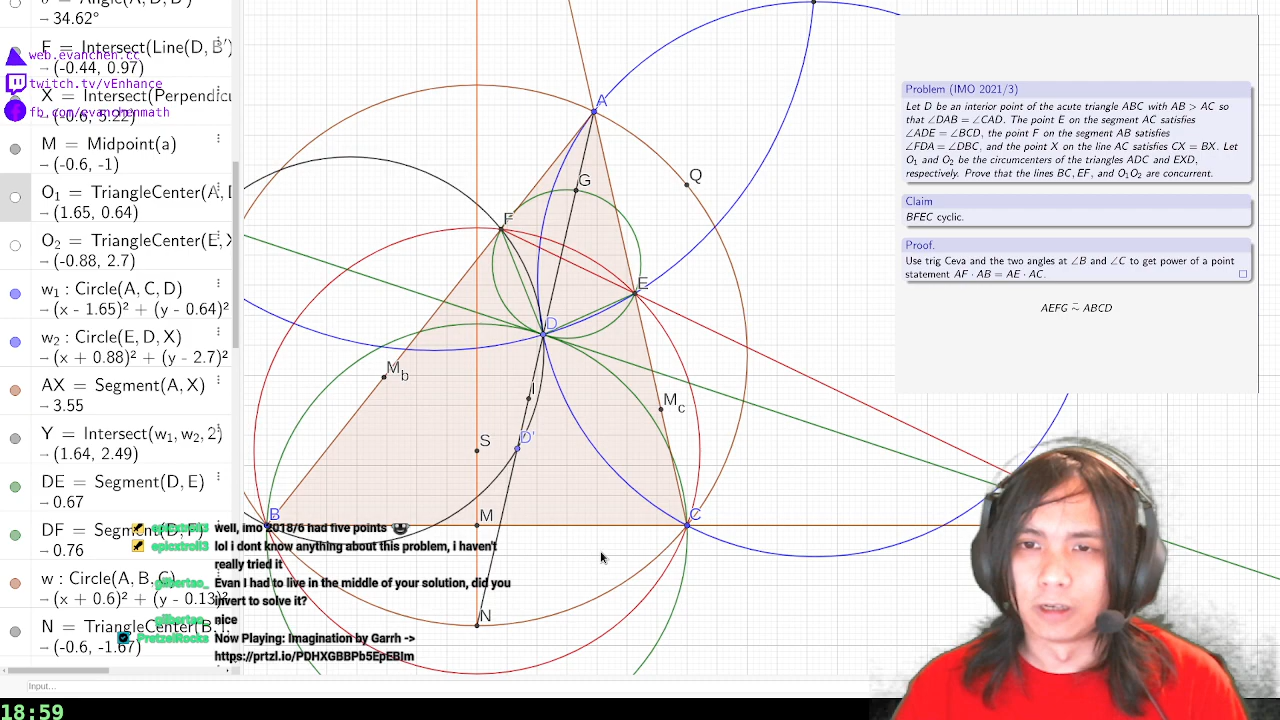 34.62°
F = Intersect(Line(D, B′)
→ (-0.44, 0.97)
web.evanchen.cc
twitch.tv/vEnhance
X = Intersect(Perpendicu
fb.com/evanchenmath
→ (-0.6, 3.22)
M = Midpoint(a)
→ (-0.6, -1)
O₁ = TriangleCenter(A, D
→ (1.65, 0.64)
O₂ = TriangleCenter(E, X
→ (-0.88, 2.7)
w₁ : Circle(A, C, D)
→ (x - 1.65)² + (y - 0.64)²
w₂ : Circle(E, D, X)
→ (x + 0.88)² + (y - 2.7)²
AX = Segment(A, X)
→ 3.55
Y = Intersect(w₁, w₂, 2)
→ (1.64, 2.49)
DE = Segment(D, E)
→ 0.67
DF = Segment(D, F)
→ 0.76
w : Circle(A, B, C)
→ (x + 0.6)² + (y - 0.13)²
N = TriangleCenter(B, I,
→ (-0.6, -1.67)
Input...
18:59
A
G
Q
F
E
D
M_b
I
M_c
S
D'
B
M
C
N
epicxtroll3 well, imo 2018/6 had five points 😎
epicxtroll3 lol i dont know anything about this problem, i haven't
really tried it
gilbertao_ Evan I had to live in the middle of your solution, did you
invert to solve it?
gilbertao_ nice
PretzelRocks Now Playing: Imagination by Garrh ->
https://prtzl.io/PDHXGBBPb5EpEBIm
Problem (IMO 2021/3)
Let D be an interior point of the acute triangle ABC with AB > AC so
that ∠DAB = ∠CAD. The point E on the segment AC satisfies
∠ADE = ∠BCD, the point F on the segment AB satisfies
∠FDA = ∠DBC, and the point X on the line AC satisfies CX = BX. Let
O₁ and O₂ be the circumcenters of the triangles ADC and EXD,
respectively. Prove that the lines BC, EF, and O₁O₂ are concurrent.
Claim
BFEC cyclic.
Proof.
Use trig Ceva and the two angles at ∠B and ∠C to get power of a point
statement AF · AB = AE · AC. □
AEFG ~̄ ABCD